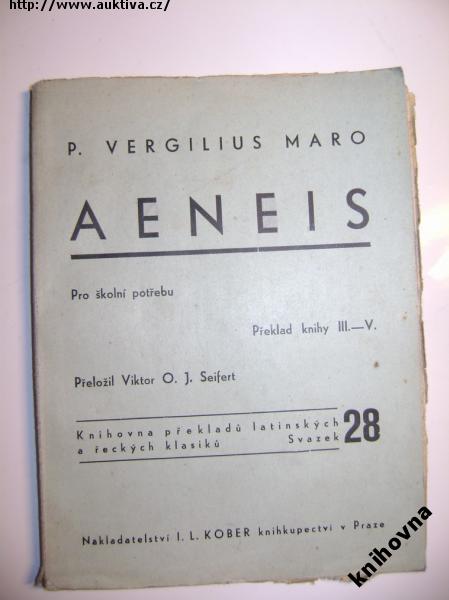 http://www.auktiva.cz/
P. VERGILIUS MARO
AENEIS
Pro školní potřebu
Překlad knihy III.—V.
Přeložil Viktor O. J. Seifert
Knihovna překladů latinských
a řeckých klasiků Svazek 28
Nakladatelství I. L. KOBER knihkupectví v Praze
knihovna